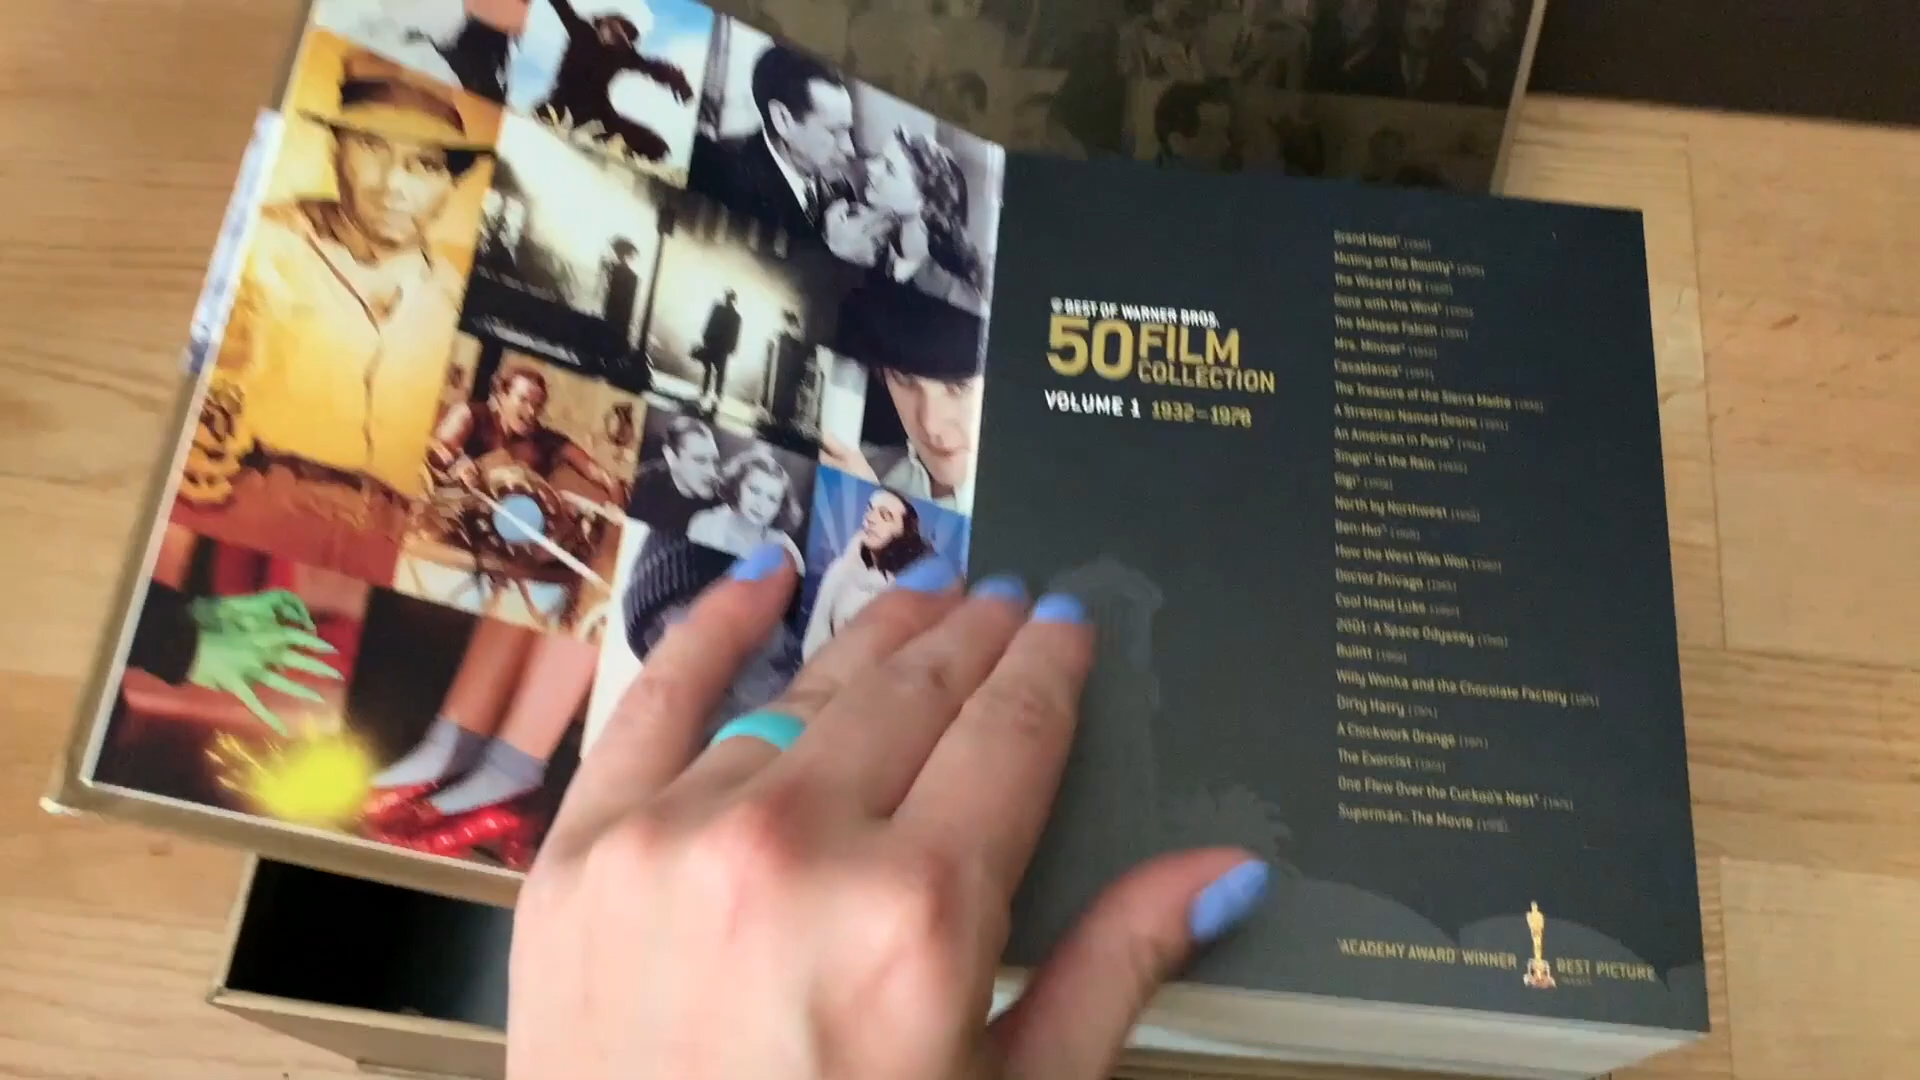 BEST OF WARNER BROS.
50 FILM
COLLECTION
VOLUME 1 1932-1978
Grand Hotel*
Mutiny on the Bounty*
The Wizard of Oz
Gone with the Wind*
The Maltese Falcon
Mrs. Miniver*
Casablanca*
The Treasure of the Sierra Madre
A Streetcar Named Desire
An American in Paris*
Singin' in the Rain
Gigi*
North by Northwest
Ben-Hur*
How the West Was Won
Doctor Zhivago
Cool Hand Luke
2001: A Space Odyssey
Bullitt
Willy Wonka and the Chocolate Factory
Dirty Harry
A Clockwork Orange
The Exorcist
One Flew Over the Cuckoo's Nest*
Superman: The Movie
*ACADEMY AWARD WINNER BEST PICTURE